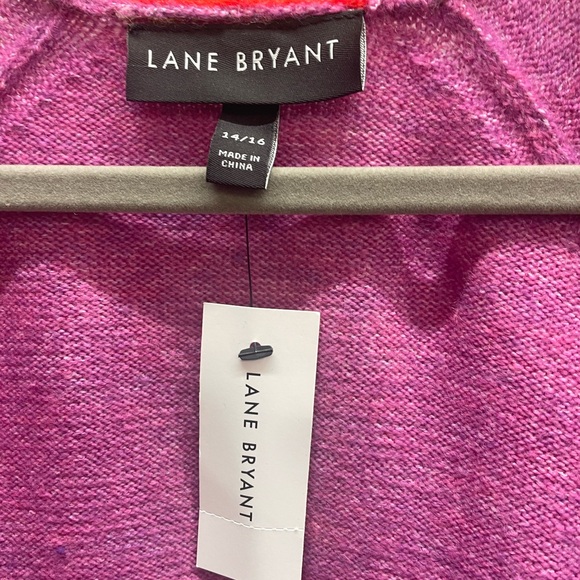 LANE BRYANT
14/16
MADE IN
CHINA
LANE BRYANT